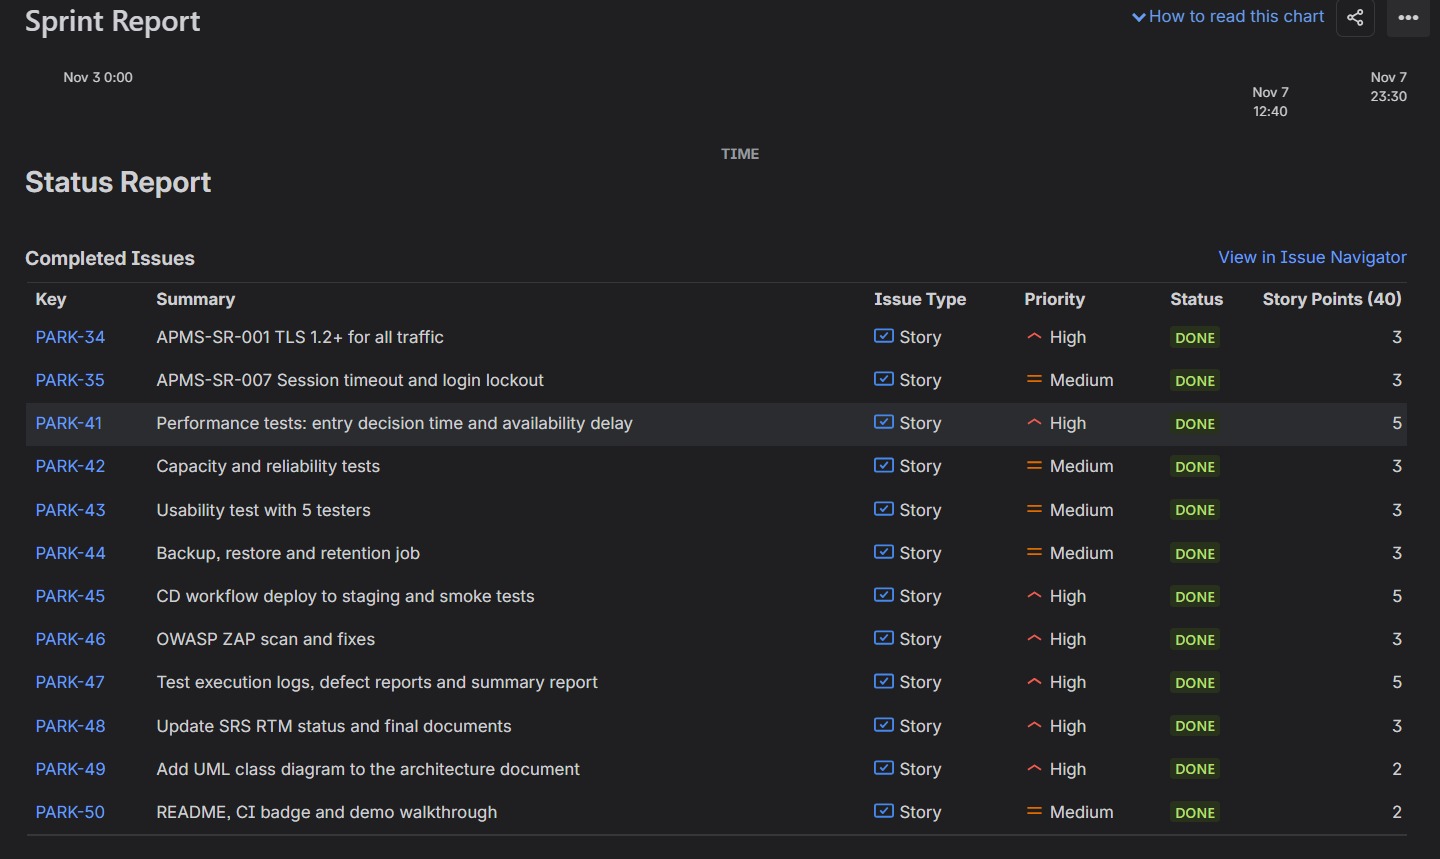 Sprint Report
How to read this chart
Nov 3 0:00
Nov 7
12:40
Nov 7
23:30
TIME
Status Report
Completed Issues
View in Issue Navigator
Key Summary Issue Type Priority Status Story Points (40)
PARK-34 APMS-SR-001 TLS 1.2+ for all traffic Story High DONE 3
PARK-35 APMS-SR-007 Session timeout and login lockout Story Medium DONE 3
PARK-41 Performance tests: entry decision time and availability delay Story High DONE 5
PARK-42 Capacity and reliability tests Story Medium DONE 3
PARK-43 Usability test with 5 testers Story Medium DONE 3
PARK-44 Backup, restore and retention job Story Medium DONE 3
PARK-45 CD workflow deploy to staging and smoke tests Story High DONE 5
PARK-46 OWASP ZAP scan and fixes Story High DONE 3
PARK-47 Test execution logs, defect reports and summary report Story High DONE 5
PARK-48 Update SRS RTM status and final documents Story High DONE 3
PARK-49 Add UML class diagram to the architecture document Story High DONE 2
PARK-50 README, CI badge and demo walkthrough Story Medium DONE 2